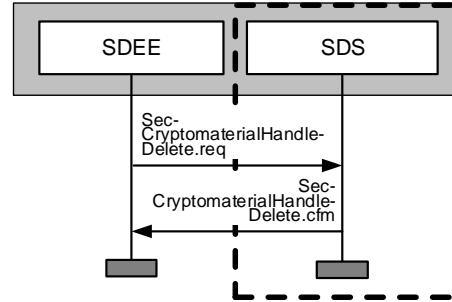 SDEE SDS
Sec-
CryptomaterialHandle-
Delete.req
Sec-
CryptomaterialHandle-
Delete.cfm